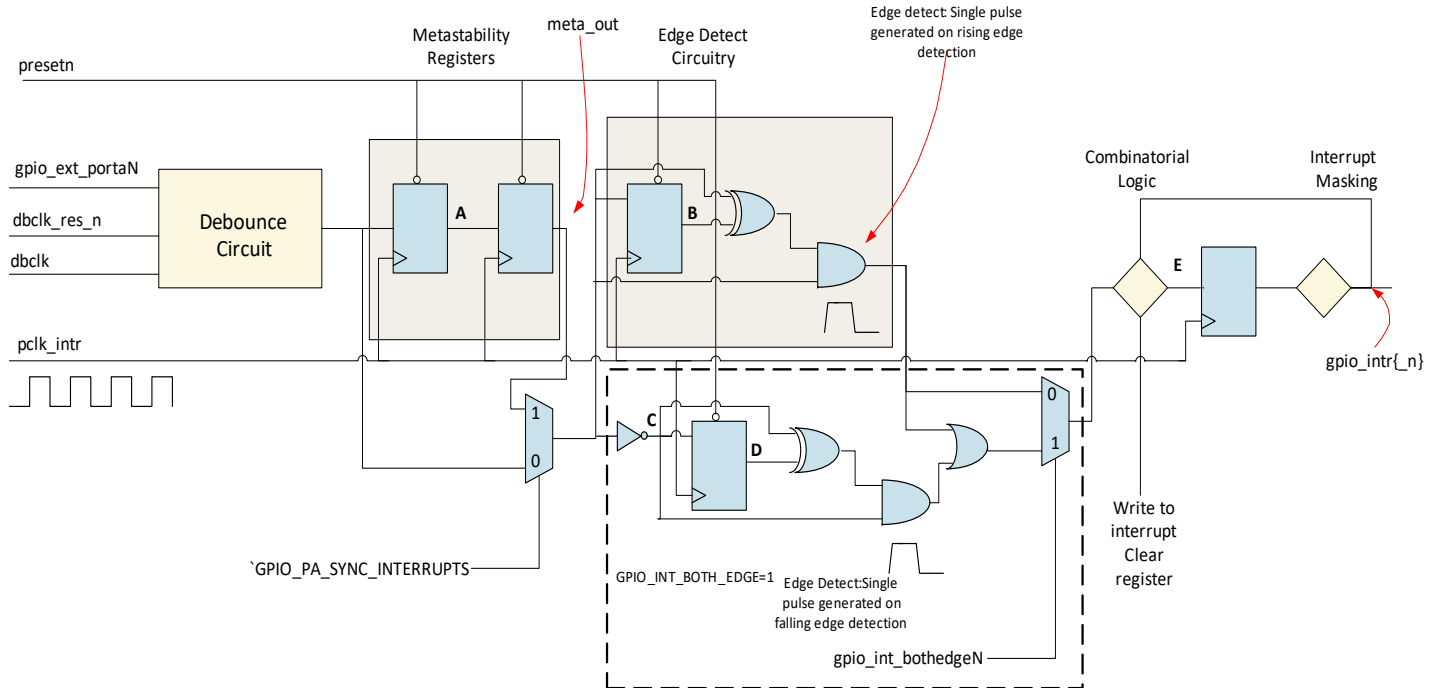 Edge detect: Single pulse
generated on rising edge
detection
meta_out
Metastability
Registers
Edge Detect
Circuitry
presetn
Combinatorial
Logic
Interrupt
Masking
gpio_ext_portaN
dbclk_res_n
dbclk
Debounce
Circuit
A
B
E
pclk_intr
gpio_intr{_n}
1
0
C
D
0
1
`GPIO_PA_SYNC_INTERRUPTS
GPIO_INT_BOTH_EDGE=1
Edge Detect:Single
pulse generated on
falling edge detection
Write to
interrupt
Clear
register
gpio_int_bothedgeN